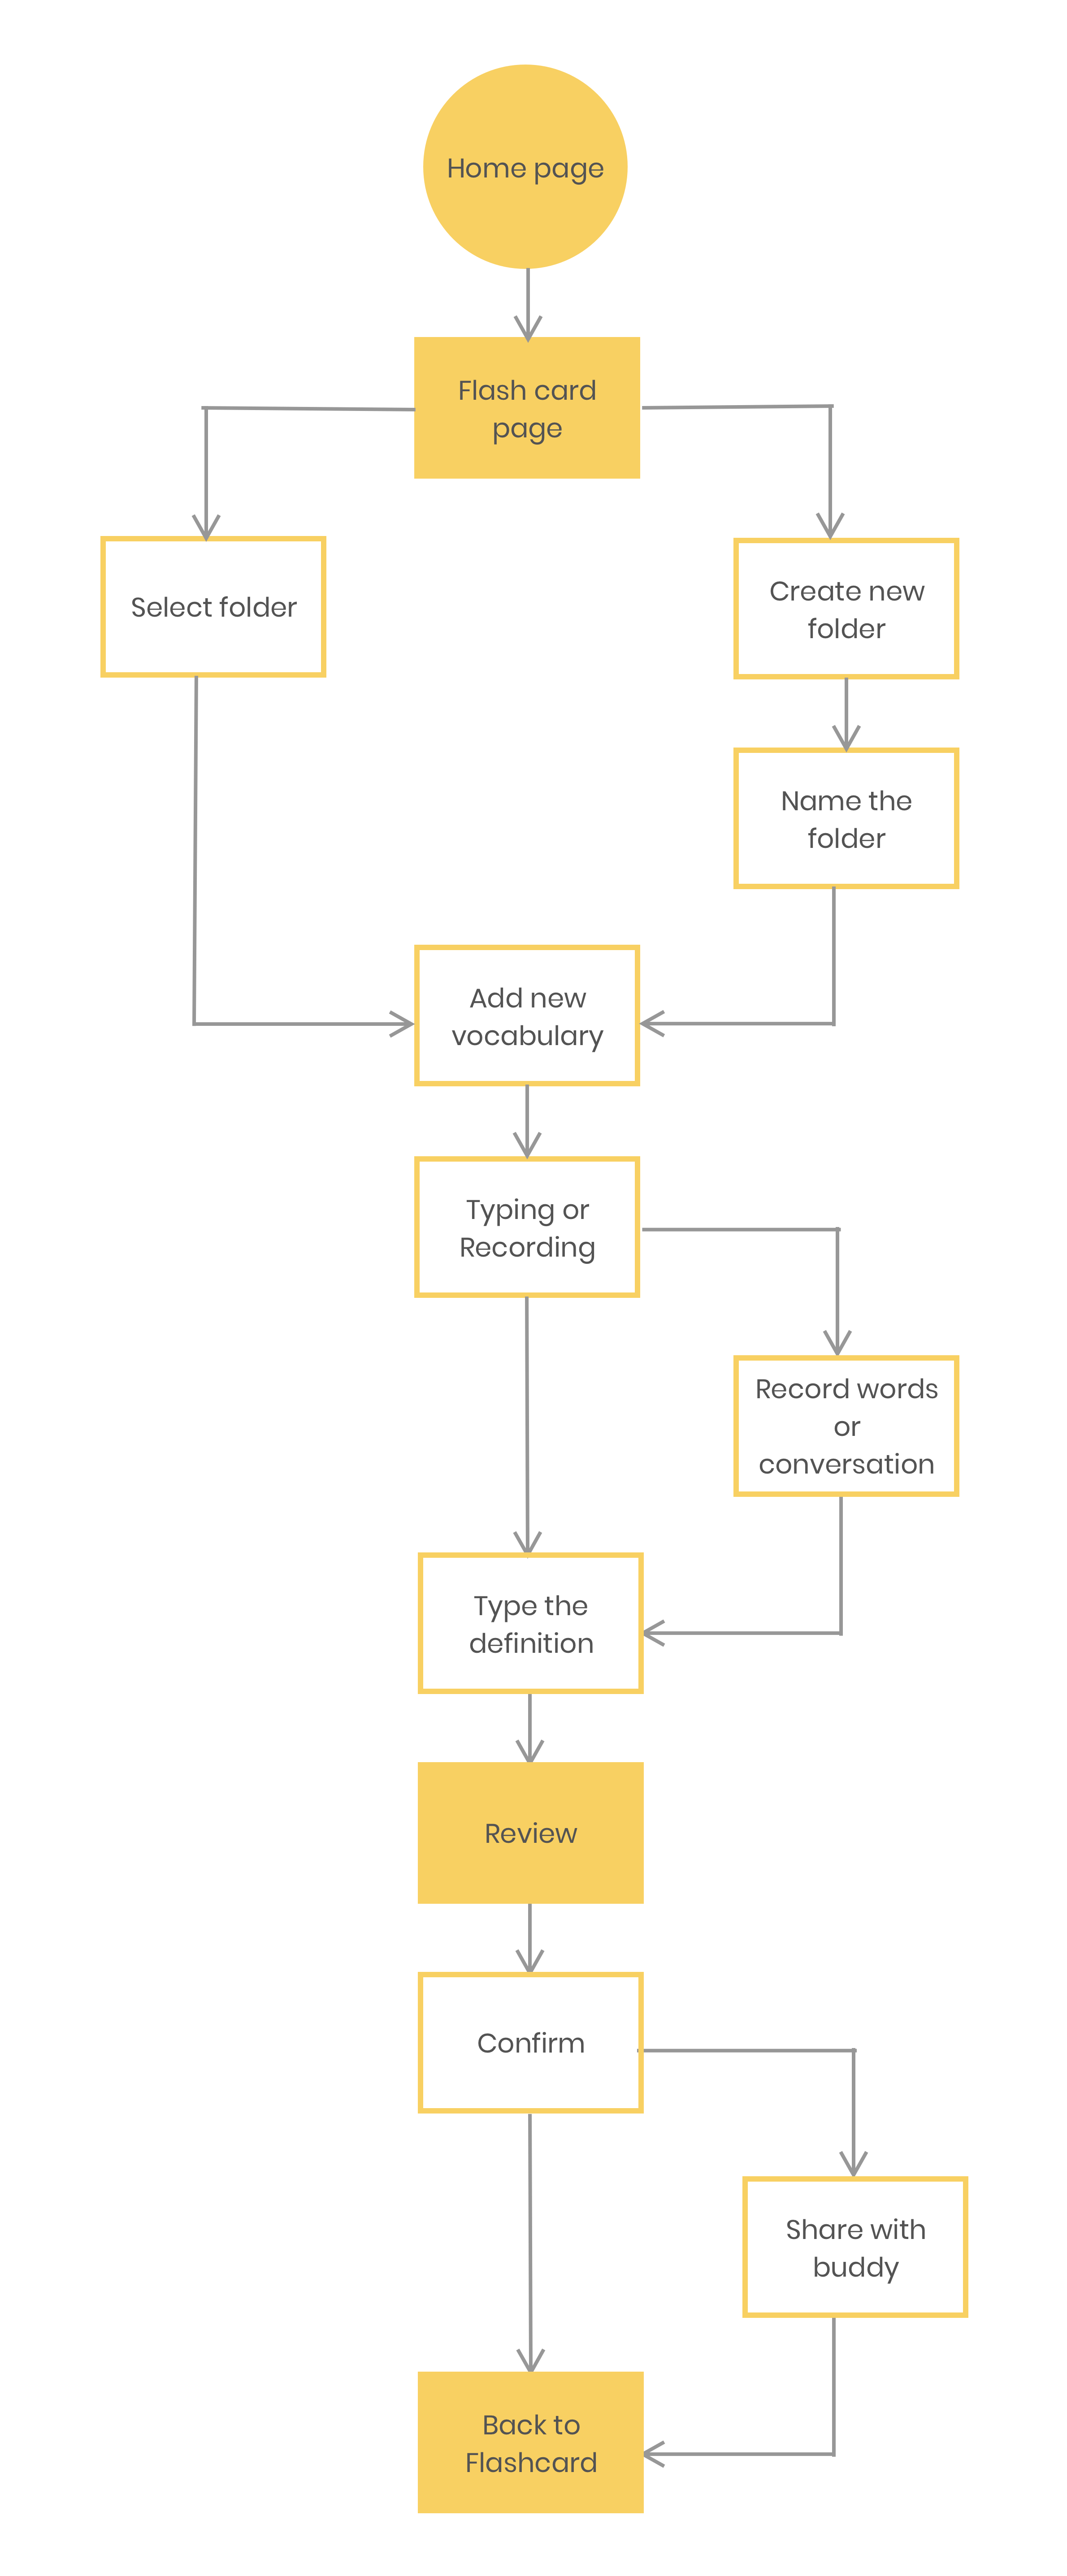 Home page
Flash card
page
Select folder
Create new
folder
Name the
folder
Add new
vocabulary
Typing or
Recording
Record words
or
conversation
Type the
definition
Review
Confirm
Share with
buddy
Back to
Flashcard